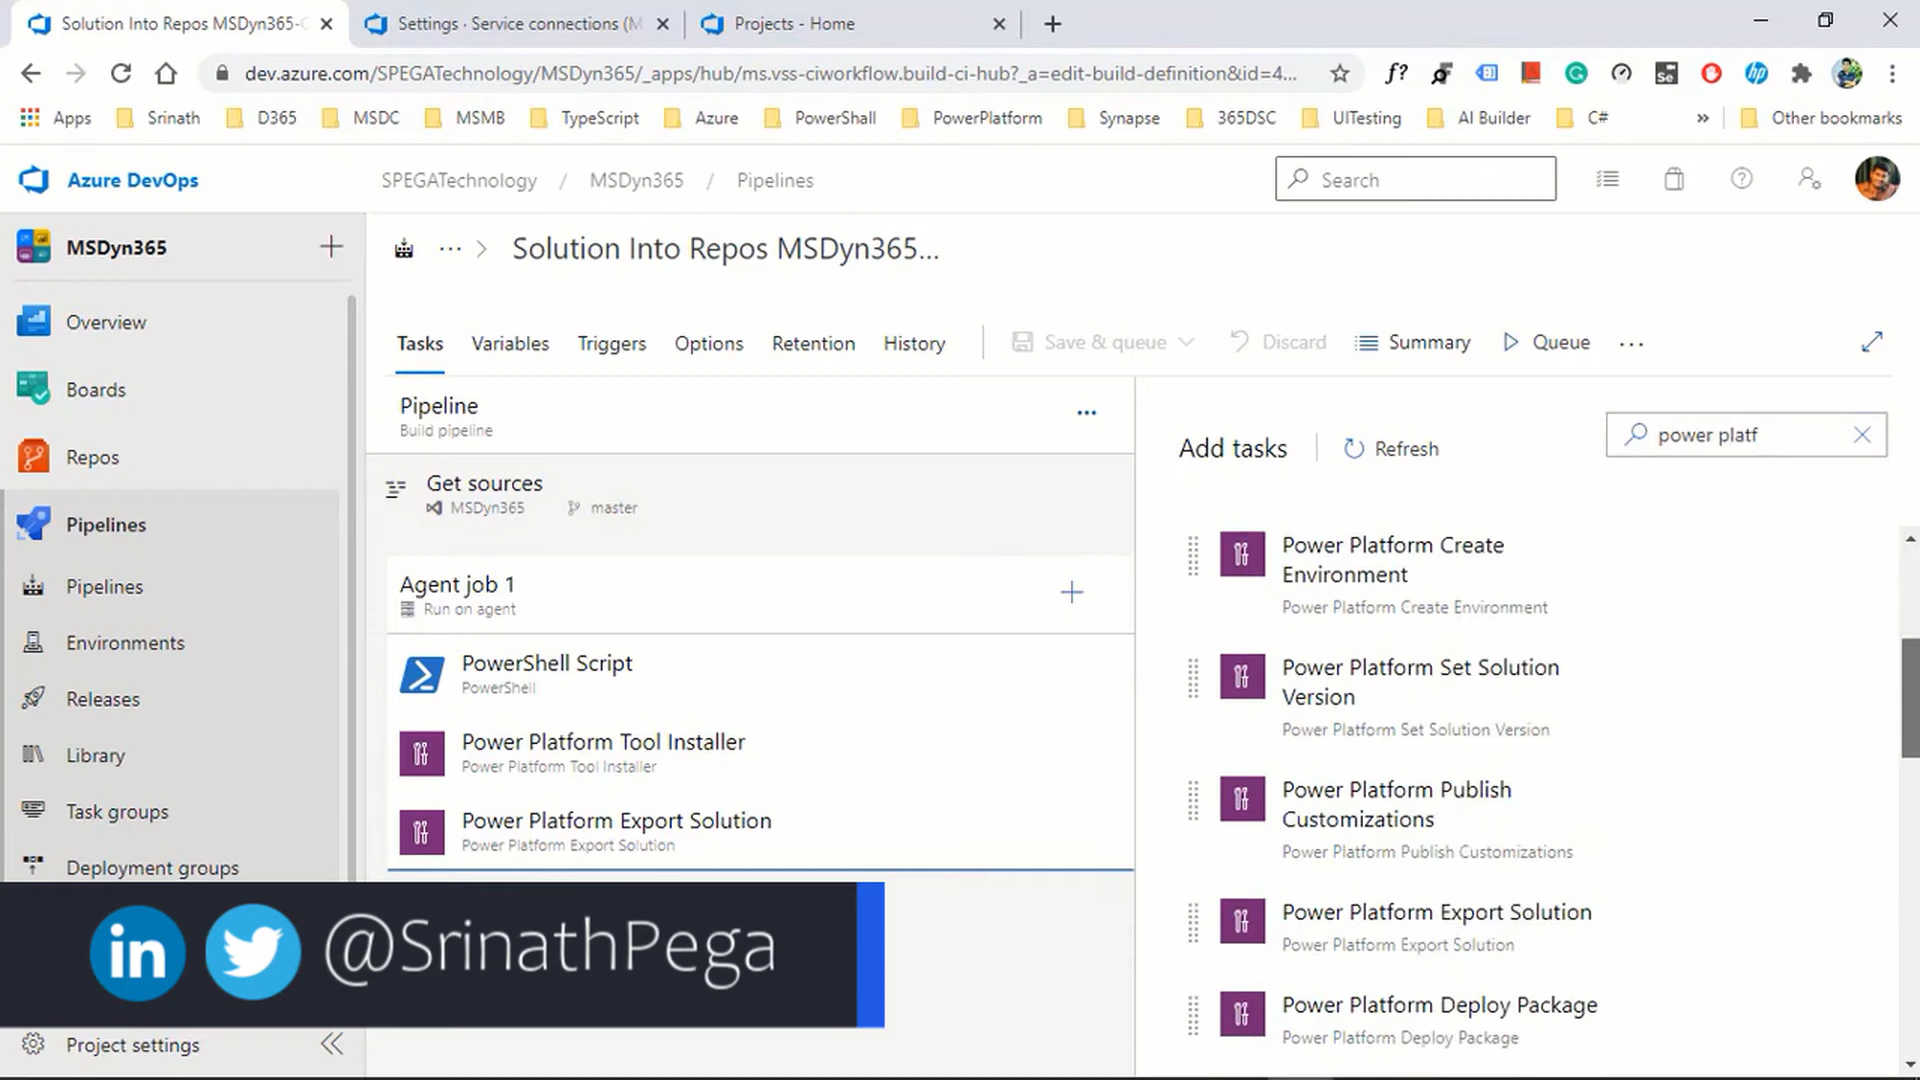 Solution Into Repos MSDyn365-C
Settings · Service connections (M
Projects - Home
dev.azure.com/SPEGATechnology/MSDyn365/_apps/hub/ms.vss-ciworkflow.build-ci-hub?_a=edit-build-definition&id=4...
f?
Se
hp
Apps
Srinath
D365
MSDC
MSMB
TypeScript
Azure
PowerShall
PowerPlatform
Synapse
365DSC
UITesting
AI Builder
C#
»
Other bookmarks
Azure DevOps
SPEGATechnology / MSDyn365 / Pipelines
Search
MSDyn365
Overview
Boards
Repos
Pipelines
Pipelines
Environments
Releases
Library
Task groups
Deployment groups
Project settings
Solution Into Repos MSDyn365...
Tasks
Variables
Triggers
Options
Retention
History
Save & queue
Discard
Summary
Queue
Pipeline
Build pipeline
Get sources
MSDyn365
master
Agent job 1
Run on agent
PowerShell Script
PowerShell
Power Platform Tool Installer
Power Platform Tool Installer
Power Platform Export Solution
Power Platform Export Solution
Add tasks
Refresh
power platf
Power Platform Create
Environment
Power Platform Create Environment
Power Platform Set Solution
Version
Power Platform Set Solution Version
Power Platform Publish
Customizations
Power Platform Publish Customizations
Power Platform Export Solution
Power Platform Export Solution
Power Platform Deploy Package
Power Platform Deploy Package
in
@SrinathPega